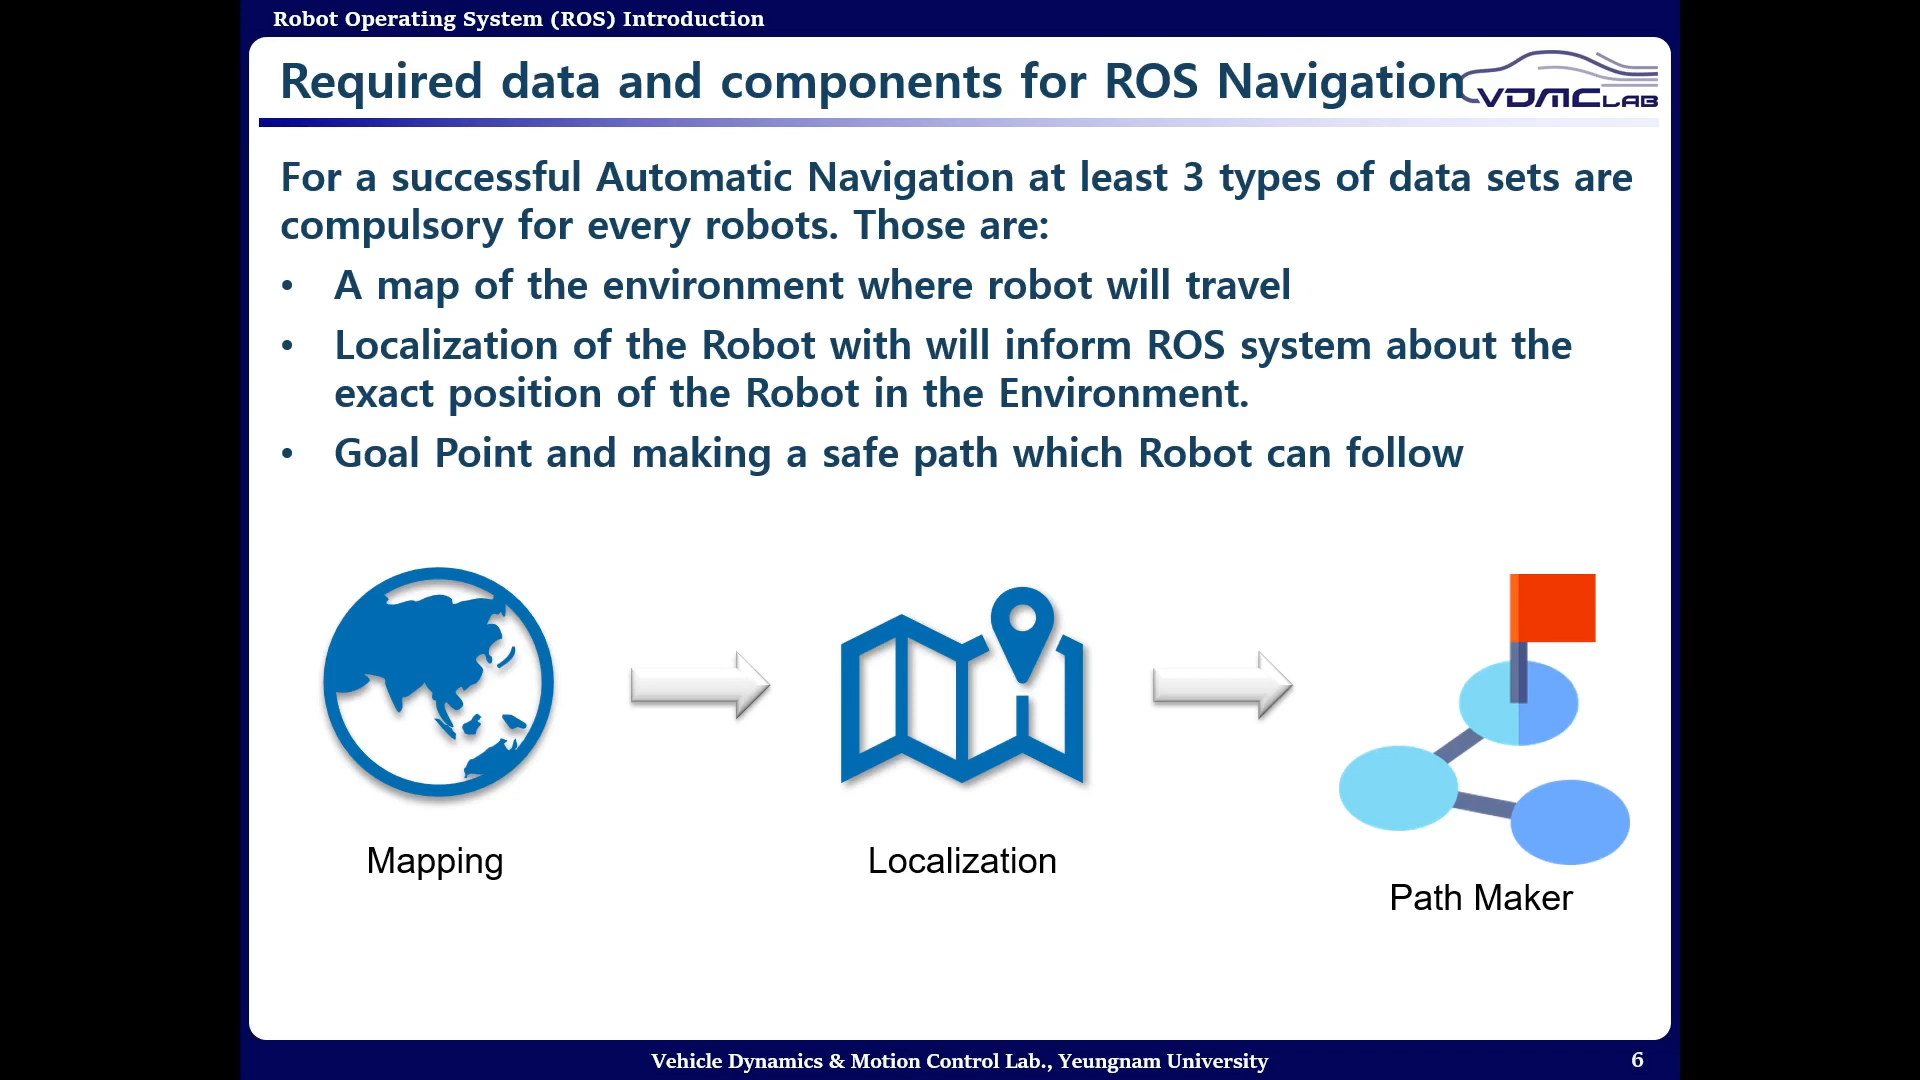 Robot Operating System (ROS) Introduction
Required data and components for ROS Navigation
VDMC LAB
For a successful Automatic Navigation at least 3 types of data sets are
compulsory for every robots. Those are:
• A map of the environment where robot will travel
• Localization of the Robot with will inform ROS system about the
exact position of the Robot in the Environment.
• Goal Point and making a safe path which Robot can follow
Mapping
Localization
Path Maker
Vehicle Dynamics & Motion Control Lab., Yeungnam University
6